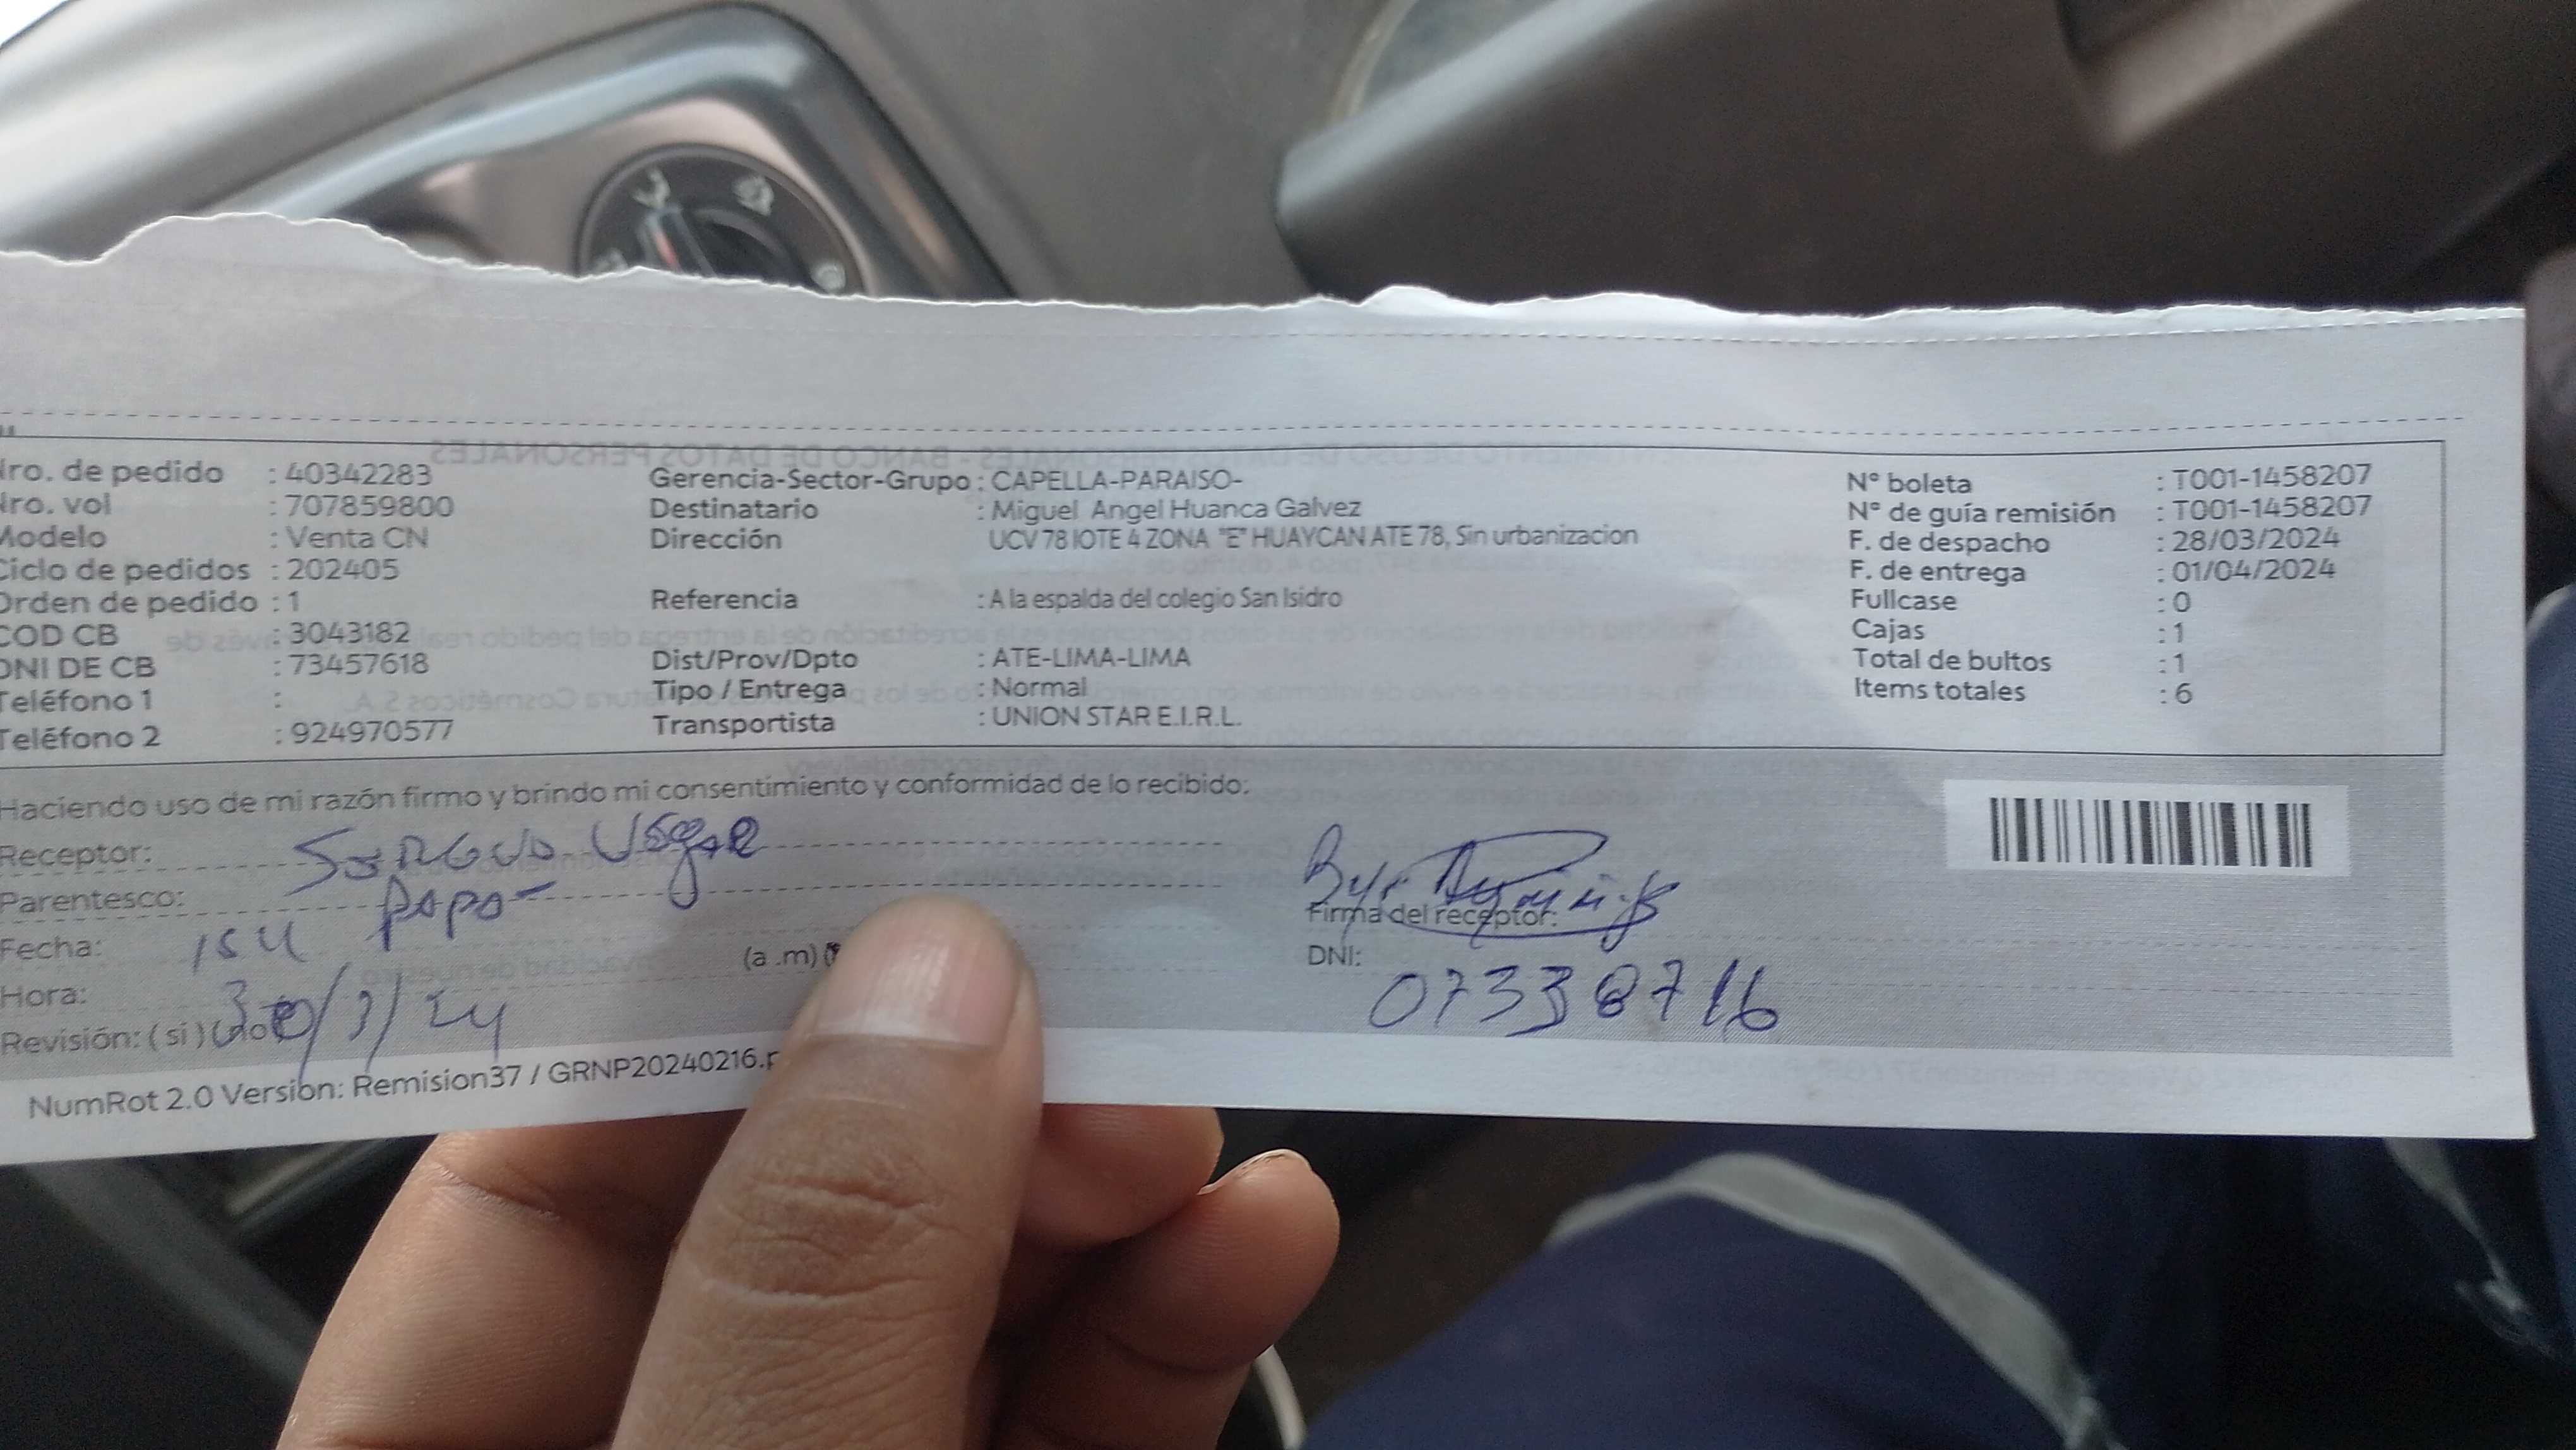 ro. de pedido : 40342283
ro. vol : 707859800
Modelo : Venta CN
Ciclo de pedidos : 202405
Orden de pedido : 1
COD CB : 3043182
DNI DE CB : 73457618
Teléfono 1 :
Teléfono 2 : 924970577
Gerencia-Sector-Grupo : CAPELLA-PARAISO-
Destinatario : Miguel Angel Huanca Galvez
Dirección UCV 78 lOTE 4 ZONA "E" HUAYCAN ATE 78, Sin urbanizacion
Referencia : A la espalda del colegio San Isidro
Dist/Prov/Dpto : ATE-LIMA-LIMA
Tipo / Entrega : Normal
Transportista : UNION STAR E.I.R.L.
N° boleta : T001-1458207
N° de guía remisión : T001-1458207
F. de despacho : 28/03/2024
F. de entrega : 01/04/2024
Fullcase : 0
Cajas : 1
Total de bultos : 1
Items totales : 6
Haciendo uso de mi razón firmo y brindo mi consentimiento y conformidad de lo recibido:
Receptor:
Parentesco: papa
Fecha:
(a .m)
Hora: 30/3/24
Revisión: ( si ) ( no
Firma del receptor:
DNI:
07338716
NumRot 2.0 Version: Remision37 / GRNP20240216.